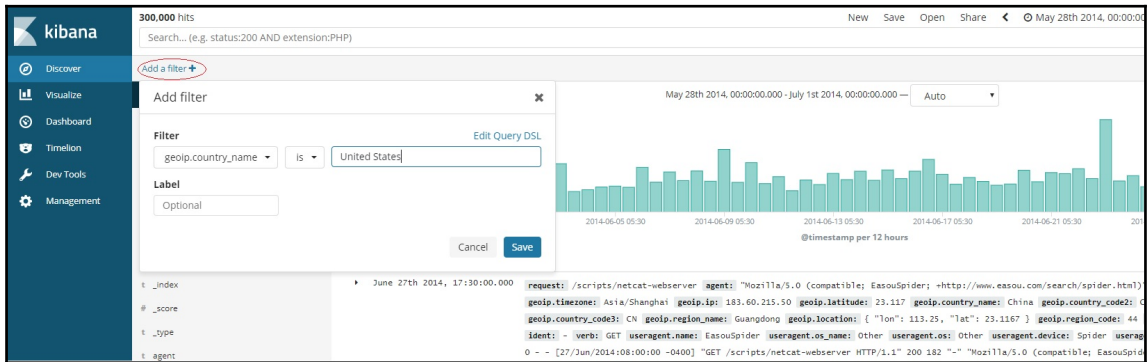 kibana
Discover
Visualize
Dashboard
Timelion
Dev Tools
Management
300,000 hits
New Save Open Share May 28th 2014, 00:00:00
Search... (e.g. status:200 AND extension:PHP)
Add a filter +
Add filter
Filter Edit Query DSL
geoip.country_name is United States
Label
Optional
Cancel Save
May 28th 2014, 00:00:00.000 - July 1st 2014, 00:00:00.000 — Auto
2014-06-05 05:30 2014-06-09 05:30 2014-06-13 05:30 2014-06-17 05:30 2014-06-21 05:30 201
@timestamp per 12 hours
t _index
# _score
t _type
t agent
June 27th 2014, 17:30:00.000 request: /scripts/netcat-webserver agent: "Mozilla/5.0 (compatible; EasouSpider; +http://www.easou.com/search/spider.html)"
geoip.timezone: Asia/Shanghai geoip.ip: 183.60.215.50 geoip.latitude: 23.117 geoip.country_name: China geoip.country_code2: C
geoip.country_code3: CN geoip.region_name: Guangdong geoip.location: { "lon": 113.25, "lat": 23.1167 } geoip.region_code: 44
ident: - verb: GET useragent.name: EasouSpider useragent.os_name: Other useragent.os: Other useragent.device: Spider userag
0 - - [27/Jun/2014:08:00:00 -0400] "GET /scripts/netcat-webserver HTTP/1.1" 200 182 "-" "Mozilla/5.0 (compatible; EasouSpid